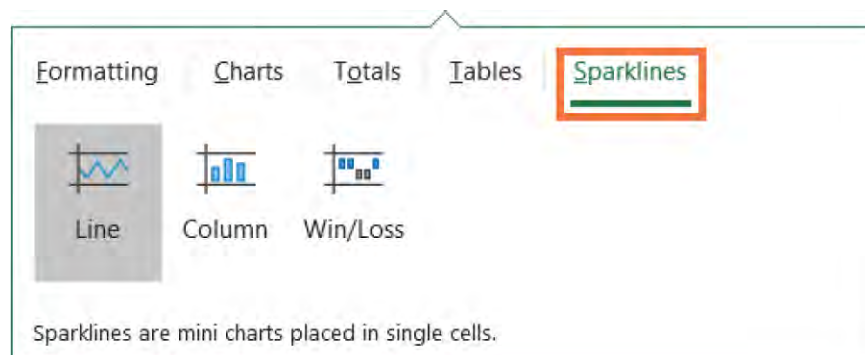 Formatting Charts Totals Tables Sparklines
Line Column Win/Loss
Sparklines are mini charts placed in single cells.